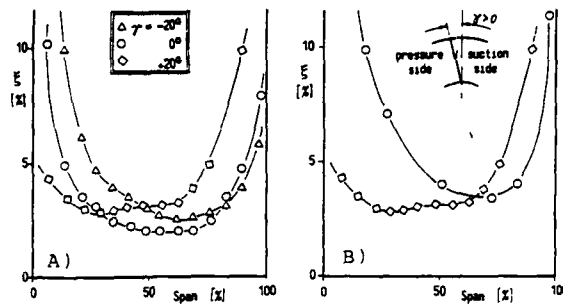 △ γ = -20°
○ 0°
◇ +20°
10
ξ
[%]
5
0
0
50
100
Span [%]
A)
γ>0
pressure side
suction side
10
ξ
[%]
5
0
0
50
100
Span [%]
B)